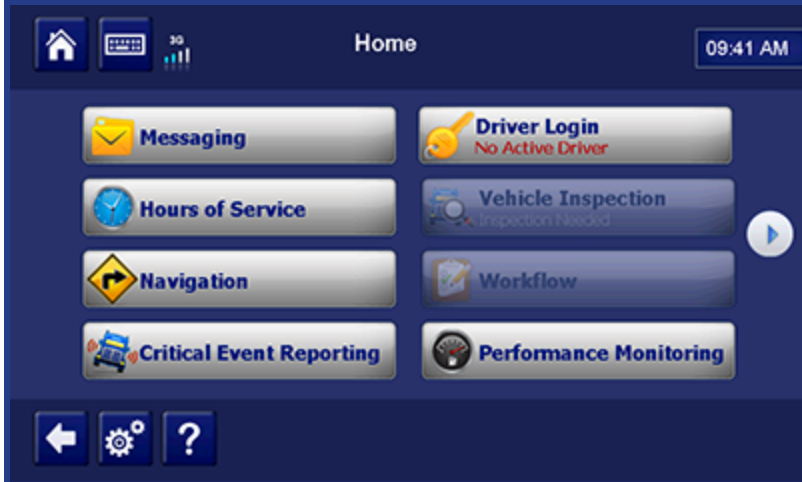 3G
Home
09:41 AM
Messaging
Driver Login
No Active Driver
Hours of Service
Vehicle Inspection
Inspection Needed
Navigation
Workflow
Critical Event Reporting
Performance Monitoring
?